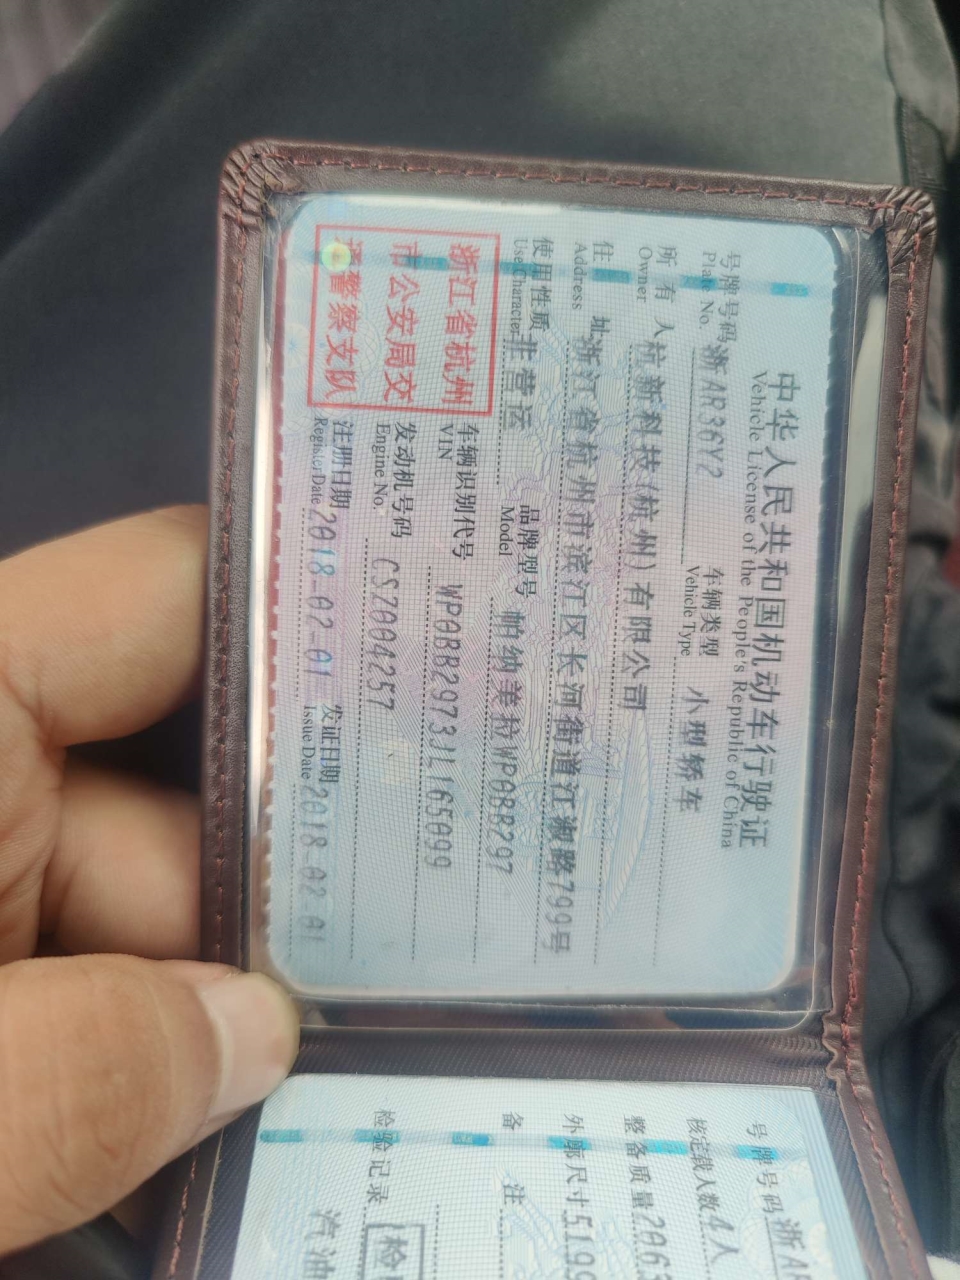 中华人民共和国机动车行驶证
Vehicle License of the People's Republic of China
号牌号码 浙AR36Y2 车辆类型 小型轿车
Plate No. Vehicle Type
所有人 杭新科技(杭州)有限公司
Owner
住址 浙江省杭州市滨江区长河街道江淑路799号
Address
使用性质 非营运 品牌型号 帕纳美拉WP0BB297
Use Character Model
浙江省杭州
市公安局交
通警察支队
车辆识别代号 WP0BB2973JL165099
VIN
发动机号码 CSZ004257
Engine No.
注册日期 2018-02-01 发证日期 2018-02-01
Register Date Issue Date
号牌号码 浙A
核定载人数 4人
整备质量 206
外廓尺寸 519
备注
检验记录
汽油